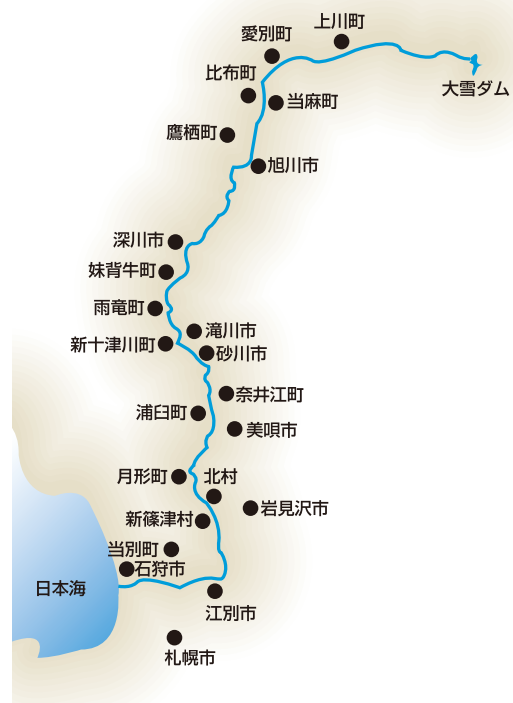 上川町
愛別町
比布町
大雪ダム
当麻町
鷹栖町
旭川市
深川市
妹背牛町
雨竜町
滝川市
新十津川町
砂川市
奈井江町
浦臼町
美唄市
月形町
北村
岩見沢市
新篠津村
当別町
石狩市
日本海
江別市
札幌市